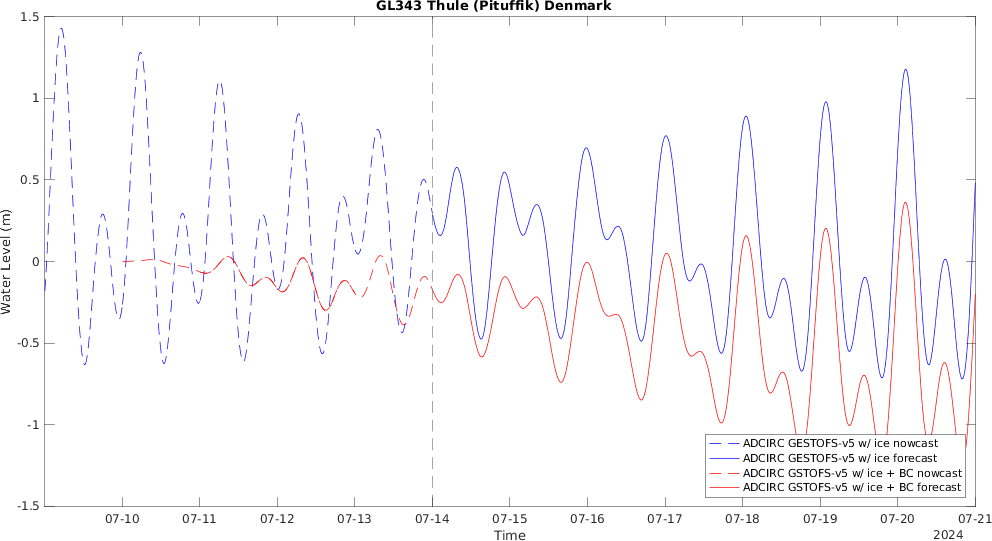 GL343 Thule (Pituffik) Denmark
1.5
1
0.5
0
-0.5
-1
-1.5
Water Level (m)
ADCIRC GESTOFS-v5 w/ ice nowcast
ADCIRC GESTOFS-v5 w/ ice forecast
ADCIRC GSTOFS-v5 w/ ice + BC nowcast
ADCIRC GSTOFS-v5 w/ ice + BC forecast
07-10 07-11 07-12 07-13 07-14 07-15 07-16 07-17 07-18 07-19 07-20 07-21
Time
2024